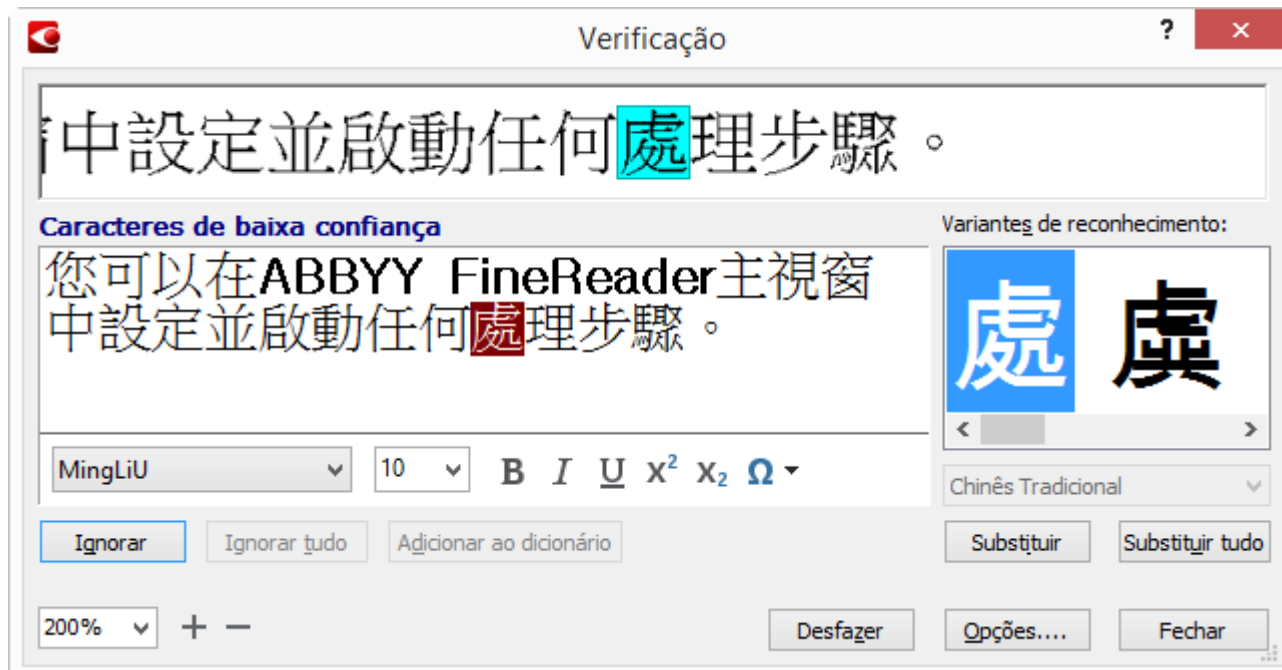 Verificação
?
×
中設定並啟動任何處理步驟。
Caracteres de baixa confiança
Variantes de reconhecimento:
您可以在ABBYY FineReader主視窗
中設定並啟動任何處理步驟。
處
MingLiU
10
B I U X² X₂ Ω
Chinês Tradicional
Ignorar
Ignorar tudo
Adicionar ao dicionário
Substituir
Substituir tudo
200%
+ −
Desfazer
Opções....
Fechar